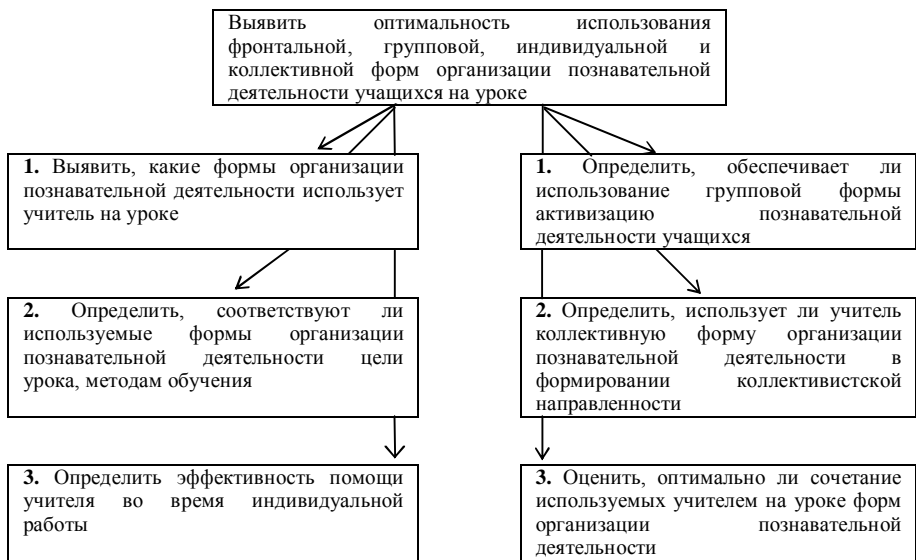 Выявить оптимальность использования
фронтальной, групповой, индивидуальной и
коллективной форм организации познавательной
деятельности учащихся на уроке
1. Выявить, какие формы организации
познавательной деятельности использует
учитель на уроке
1. Определить, обеспечивает ли
использование групповой формы
активизацию познавательной
деятельности учащихся
2. Определить, соответствуют ли
используемые формы организации
познавательной деятельности цели
урока, методам обучения
2. Определить, использует ли учитель
коллективную форму организации
познавательной деятельности в
формировании коллективистской
направленности
3. Определить эффективность помощи
учителя во время индивидуальной
работы
3. Оценить, оптимально ли сочетание
используемых учителем на уроке форм
организации познавательной
деятельности